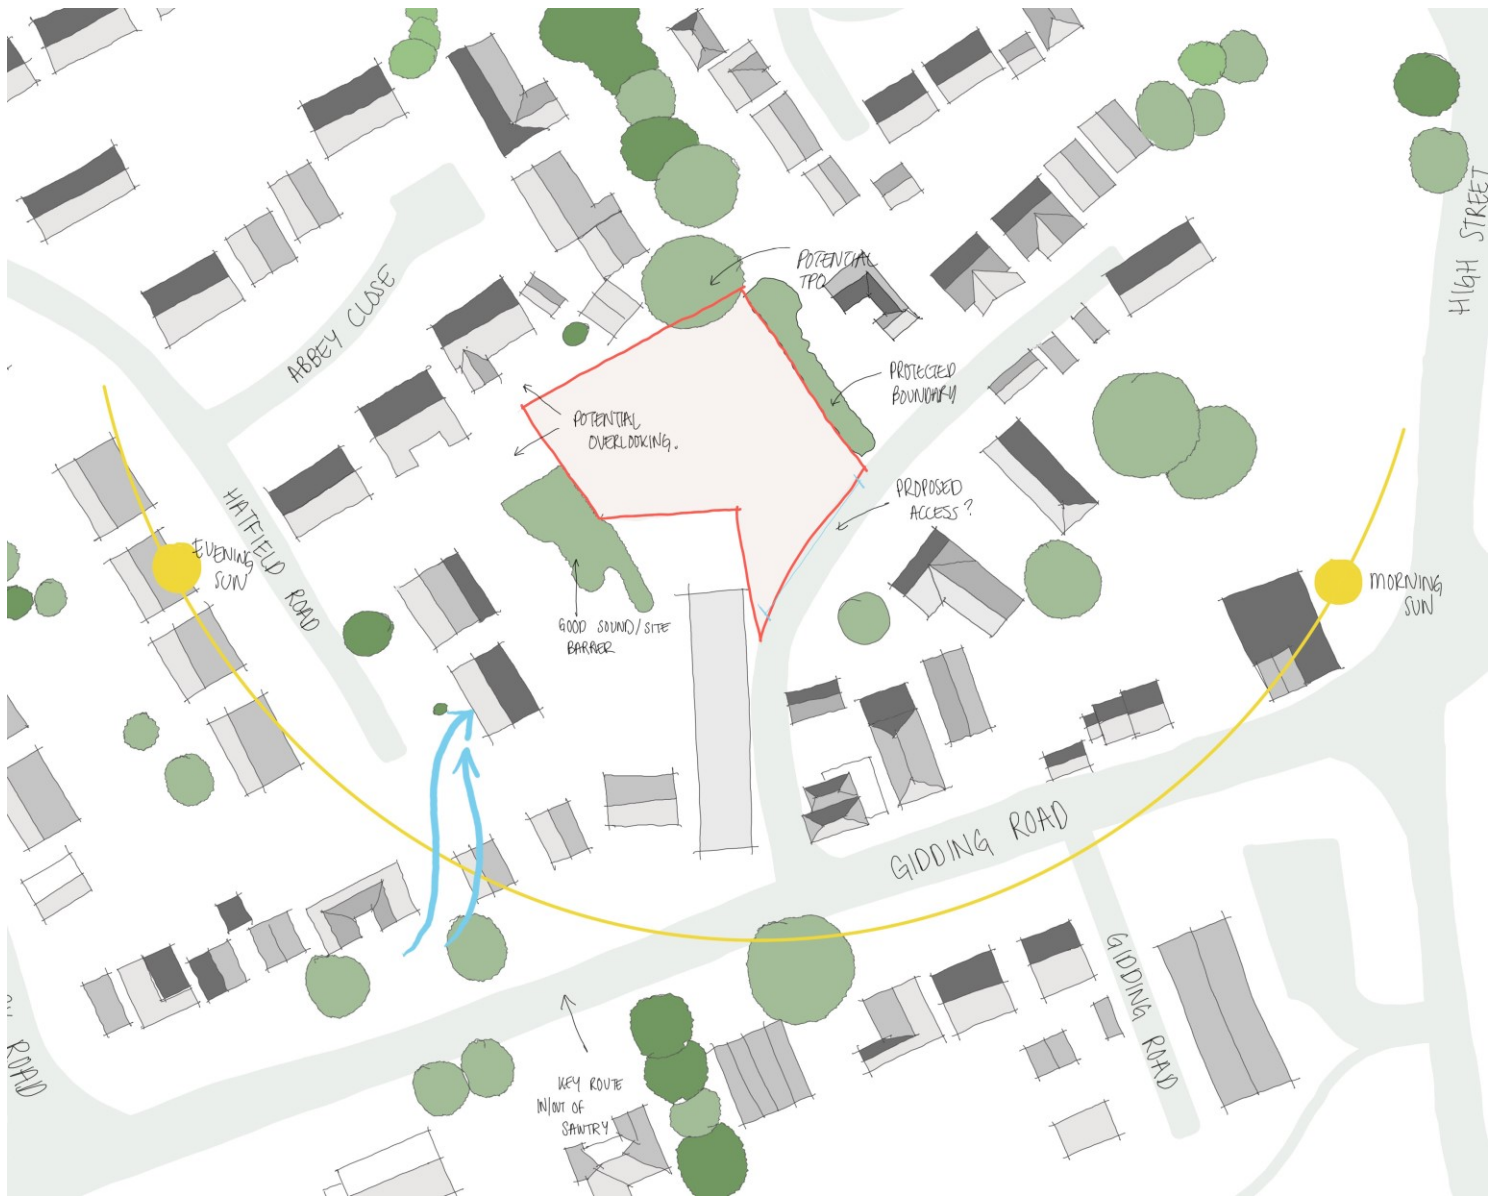 HIGH STREET
POTENTIAL
TPO
ABBEY CLOSE
PROTECTED
BOUNDARY
POTENTIAL
OVERLOOKING.
PROPOSED
ACCESS?
HATFIELD ROAD
EVENING
SUN
MORNING
SUN
GOOD SOUND/SITE
BARRIER
GIDDING ROAD
GIDDING ROAD
ROAD
KEY ROUTE
IN/OUT OF
SAWTRY